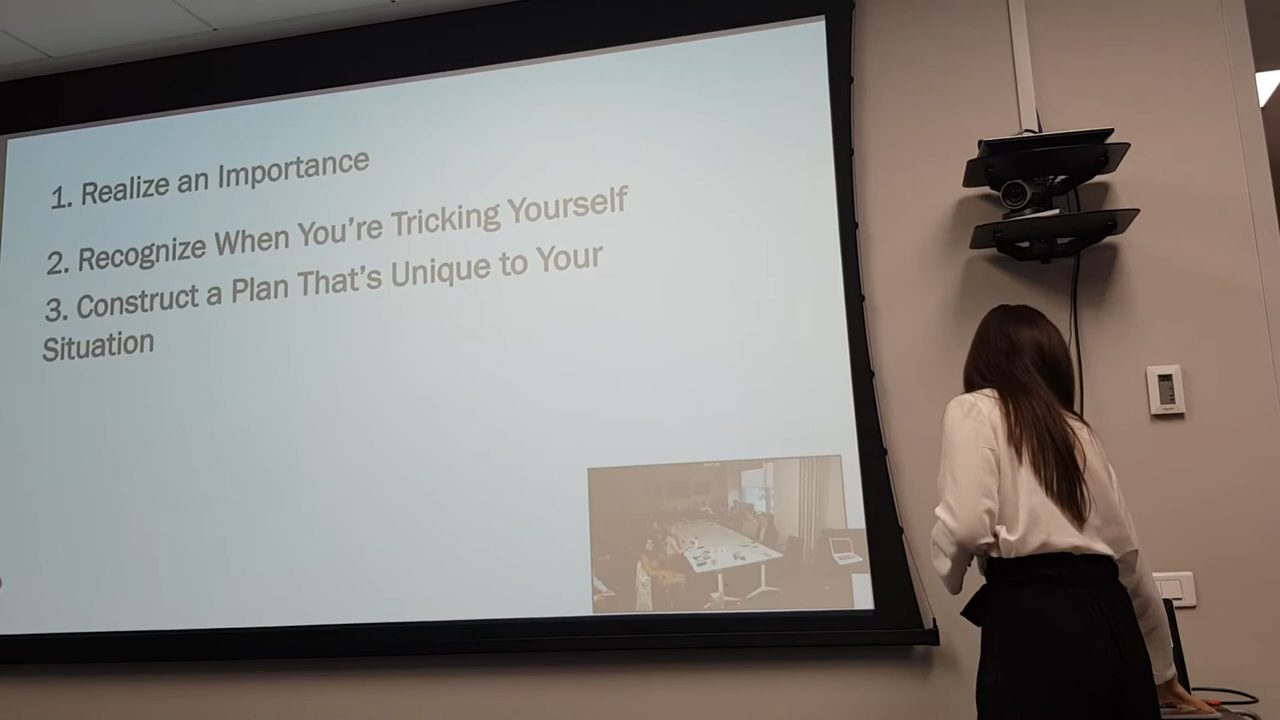 1. Realize an Importance
2. Recognize When You're Tricking Yourself
3. Construct a Plan That's Unique to Your
Situation